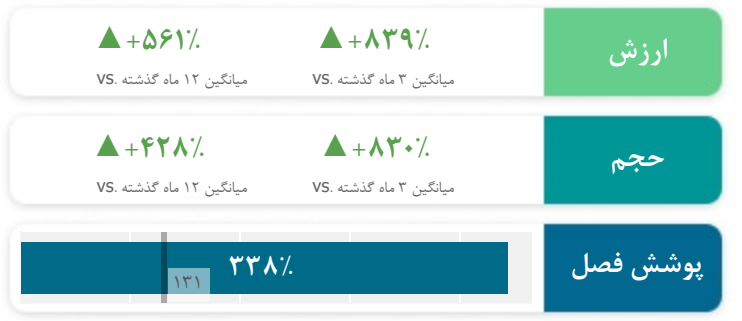 ارزش
▲+۸۳۹٪ ▲+۵۶۱٪
VS. میانگین ۳ ماه گذشته VS. میانگین ۱۲ ماه گذشته
حجم
▲+۸۳۰٪ ▲+۴۲۸٪
VS. میانگین ۳ ماه گذشته VS. میانگین ۱۲ ماه گذشته
پوشش فصل
۳۳۸٪
۱۳۱